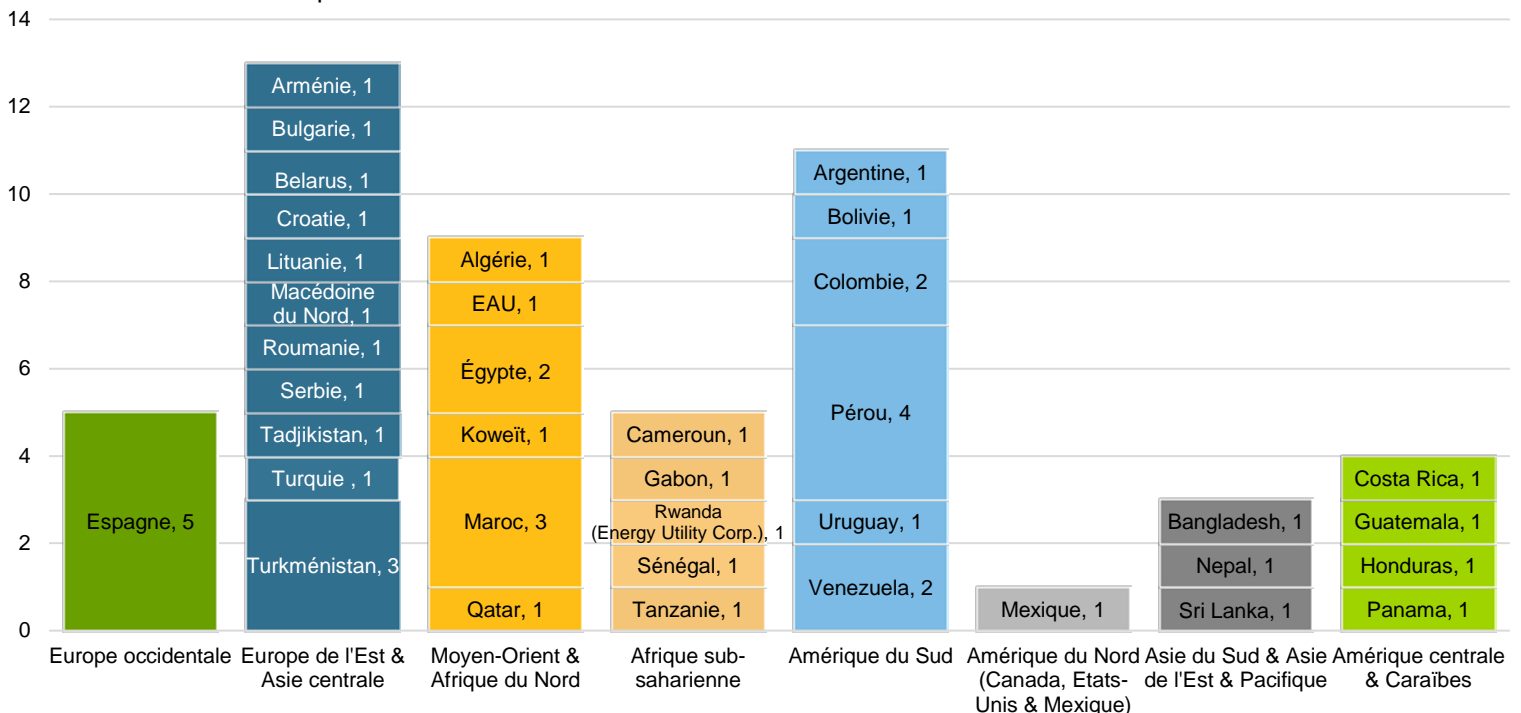 14
12
10
8
6
4
2
0
Espagne, 5
Arménie, 1
Bulgarie, 1
Belarus, 1
Croatie, 1
Lituanie, 1
Macédoine
du Nord, 1
Roumanie, 1
Serbie, 1
Tadjikistan, 1
Turquie , 1
Turkménistan, 3
Algérie, 1
EAU, 1
Égypte, 2
Koweït, 1
Maroc, 3
Qatar, 1
Cameroun, 1
Gabon, 1
Rwanda
(Energy Utility Corp.), 1
Sénégal, 1
Tanzanie, 1
Argentine, 1
Bolivie, 1
Colombie, 2
Pérou, 4
Uruguay, 1
Venezuela, 2
Mexique, 1
Bangladesh, 1
Nepal, 1
Sri Lanka, 1
Costa Rica, 1
Guatemala, 1
Honduras, 1
Panama, 1
Europe occidentale
Europe de l'Est &
Asie centrale
Moyen-Orient &
Afrique du Nord
Afrique sub-
saharienne
Amérique du Sud
Amérique du Nord
(Canada, Etats-
Unis & Mexique)
Asie du Sud & Asie
de l'Est & Pacifique
Amérique centrale
& Caraïbes